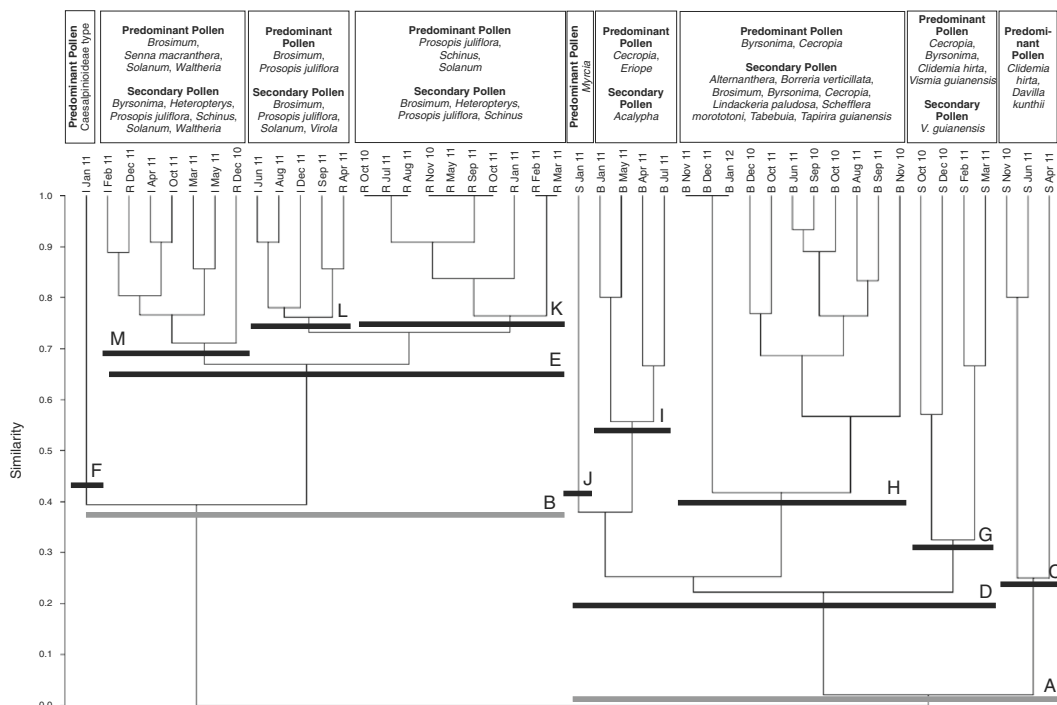 Predominant Pollen
Caesalpinioideae type
Predominant Pollen
Brosimum,
Senna macranthera,
Solanum, Waltheria
Secondary Pollen
Byrsonima, Heteropterys,
Prosopis juliflora, Schinus,
Solanum, Waltheria
Predominant
Pollen
Brosimum,
Prosopis juliflora
Secondary Pollen
Brosimum,
Prosopis juliflora,
Solanum, Virola
Predominant Pollen
Prosopis juliflora,
Schinus,
Solanum
Secondary Pollen
Brosimum, Heteropterys,
Prosopis juliflora, Schinus
Predominant Pollen
Myrcia
Predominant
Pollen
Cecropia,
Eriope
Secondary
Pollen
Acalypha
Predominant Pollen
Byrsonima, Cecropia
Secondary Pollen
Alternanthera, Borreria verticillata,
Brosimum, Byrsonima, Cecropia,
Lindackeria paludosa, Schefflera
morototoni, Tabebuia, Tapirira guianensis
Predominant
Pollen
Cecropia,
Byrsonima,
Clidemia hirta,
Vismia guianensis
Secondary
Pollen
V. guianensis
Predomi-
nant
Pollen
Clidemia
hirta,
Davilla
kunthii
I Jan 11
I Feb 11
R Dec 11
I Apr 11
I Oct 11
I Mar 11
I May 11
R Dec 10
I Jun 11
I Aug 11
I Dec 11
I Sep 11
R Apr 11
R Oct 10
R Jul 11
R Aug 11
R Nov 10
R May 11
R Sep 11
R Oct 11
R Jan 11
R Feb 11
R Mar 11
S Jan 11
B Jan 11
B May 11
B Apr 11
B Jul 11
B Nov 11
B Dec 11
B Jan 12
B Dec 10
B Oct 11
B Jun 11
B Sep 10
B Oct 10
B Aug 11
B Sep 11
B Nov 10
S Oct 10
S Dec 10
S Feb 11
S Mar 11
S Nov 10
S Jun 11
S Apr 11
Similarity
1.0
0.9
0.8
0.7
0.6
0.5
0.4
0.3
0.2
0.1
0.0
L
K
M
E
I
F
J
B
H
G
C
D
A